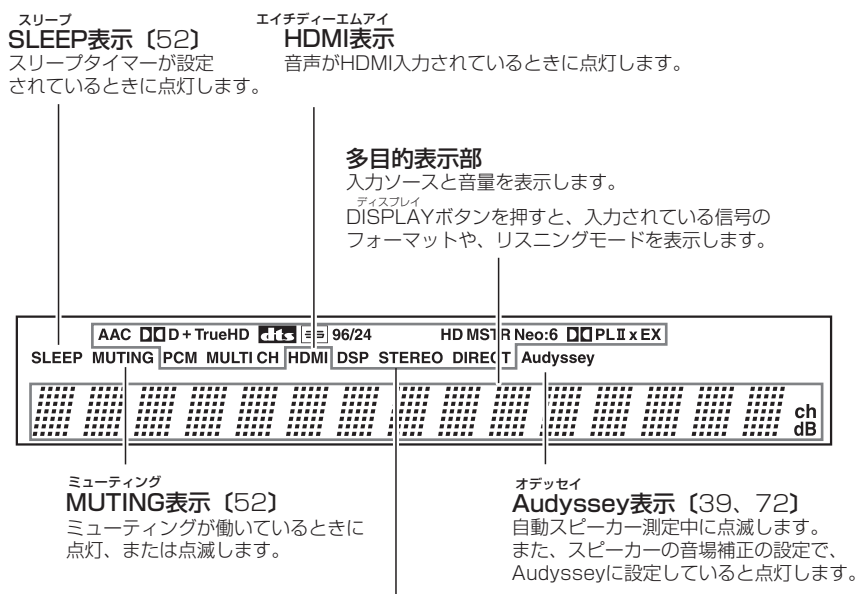 スリープ
SLEEP表示〔52〕
スリープタイマーが設定
されているときに点灯します。
エイチディーエムアイ
HDMI表示
音声がHDMI入力されているときに点灯します。
多目的表示部
入力ソースと音量を表示します。
ディスプレイ
DISPLAYボタンを押すと、入力されている信号の
フォーマットや、リスニングモードを表示します。
AAC D+TrueHD dts 96/24 HD MSTR Neo:6 PLⅡx EX
SLEEP MUTING PCM MULTI CH HDMI DSP STEREO DIRECT Audyssey
ch
dB
ミューティング
MUTING表示〔52〕
ミューティングが働いているときに
点灯、または点滅します。
オデッセイ
Audyssey表示〔39、72〕
自動スピーカー測定中に点滅します。
また、スピーカーの音場補正の設定で、
Audysseyに設定していると点灯します。